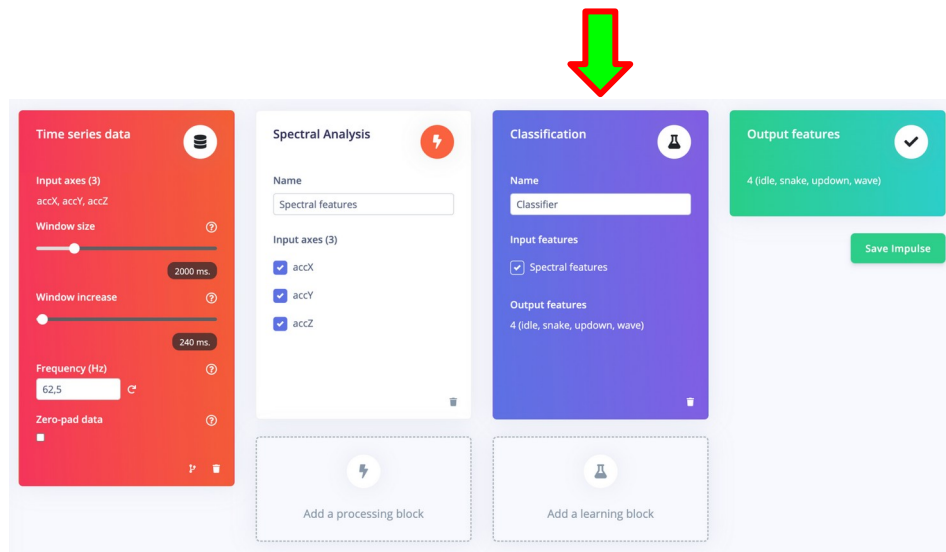 Time series data
Input axes (3)
accX, accY, accZ
Window size
2000 ms.
Window increase
240 ms.
Frequency (Hz)
62,5
Zero-pad data
Spectral Analysis
Name
Spectral features
Input axes (3)
accX
accY
accZ
Add a processing block
Classification
Name
Classifier
Input features
Spectral features
Output features
4 (idle, snake, updown, wave)
Add a learning block
Output features
4 (idle, snake, updown, wave)
Save Impulse